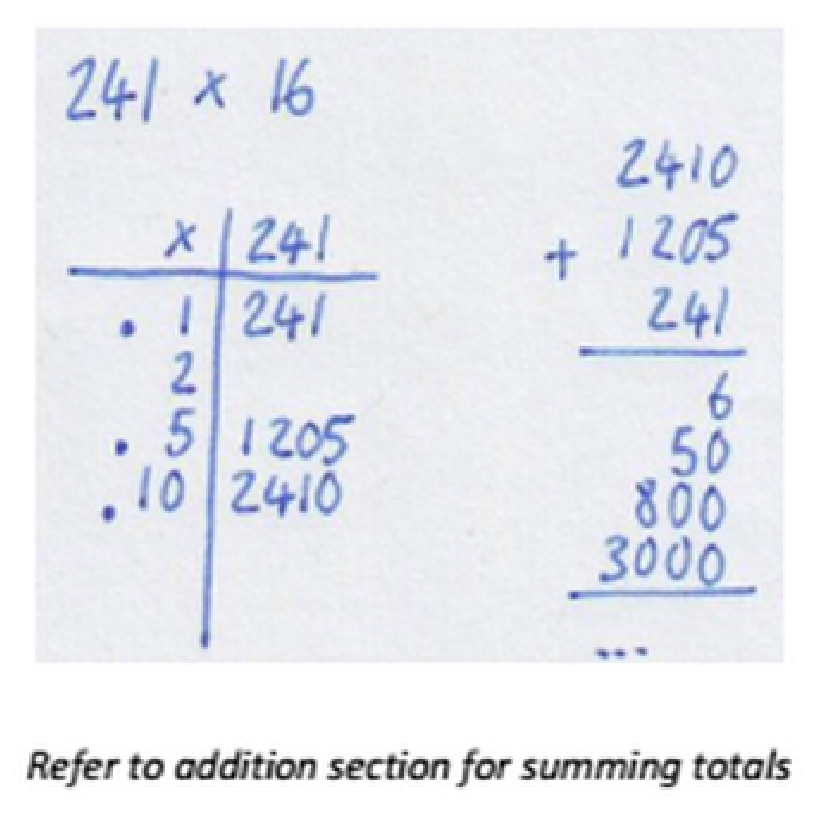 241 × 16
× 241
. 1 241
2
. 5 1205
. 10 2410
2410
+ 1205
241
6
50
800
3000
...
Refer to addition section for summing totals